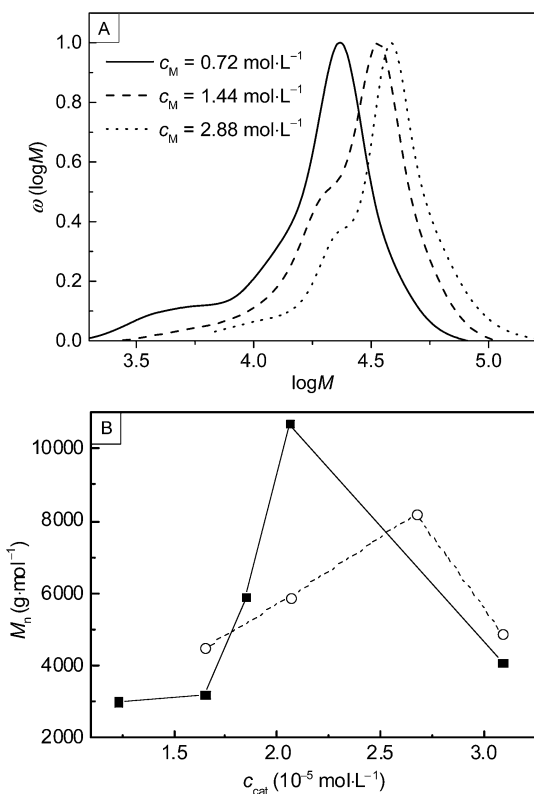 A
c_M = 0.72 mol·L⁻¹
c_M = 1.44 mol·L⁻¹
c_M = 2.88 mol·L⁻¹
ω (logM)
1.0
0.8
0.6
0.4
0.2
0.0
3.5 4.0 4.5 5.0
logM
B
M_n (g·mol⁻¹)
10000
8000
6000
4000
2000
1.5 2.0 2.5 3.0
c_cat (10⁻⁵ mol·L⁻¹)